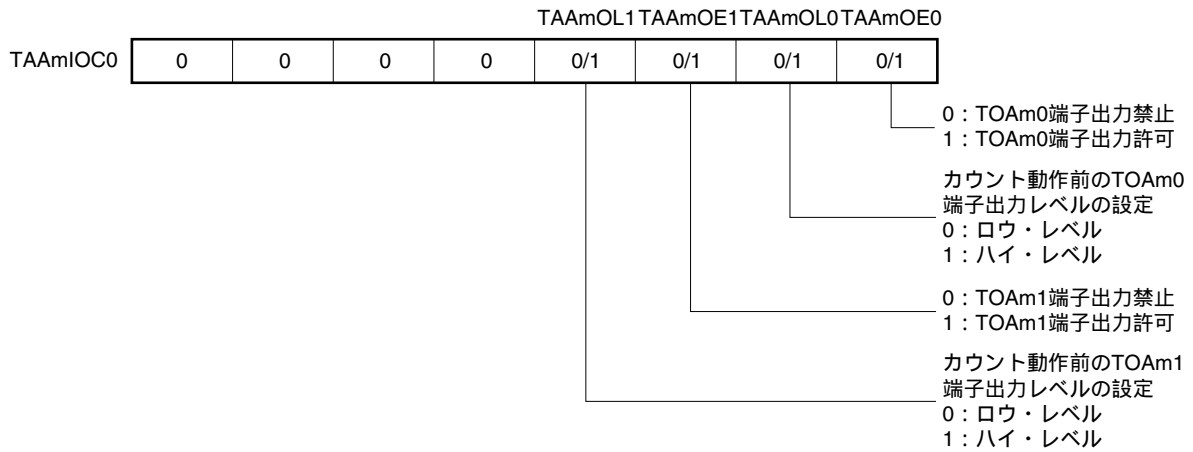 TAAmOL1 TAAmOE1 TAAmOL0 TAAmOE0
TAAmIOC0 0 0 0 0 0/1 0/1 0/1 0/1
0：TOAm0端子出力禁止
1：TOAm0端子出力許可
カウント動作前のTOAm0
端子出力レベルの設定
0：ロウ・レベル
1：ハイ・レベル
0：TOAm1端子出力禁止
1：TOAm1端子出力許可
カウント動作前のTOAm1
端子出力レベルの設定
0：ロウ・レベル
1：ハイ・レベル